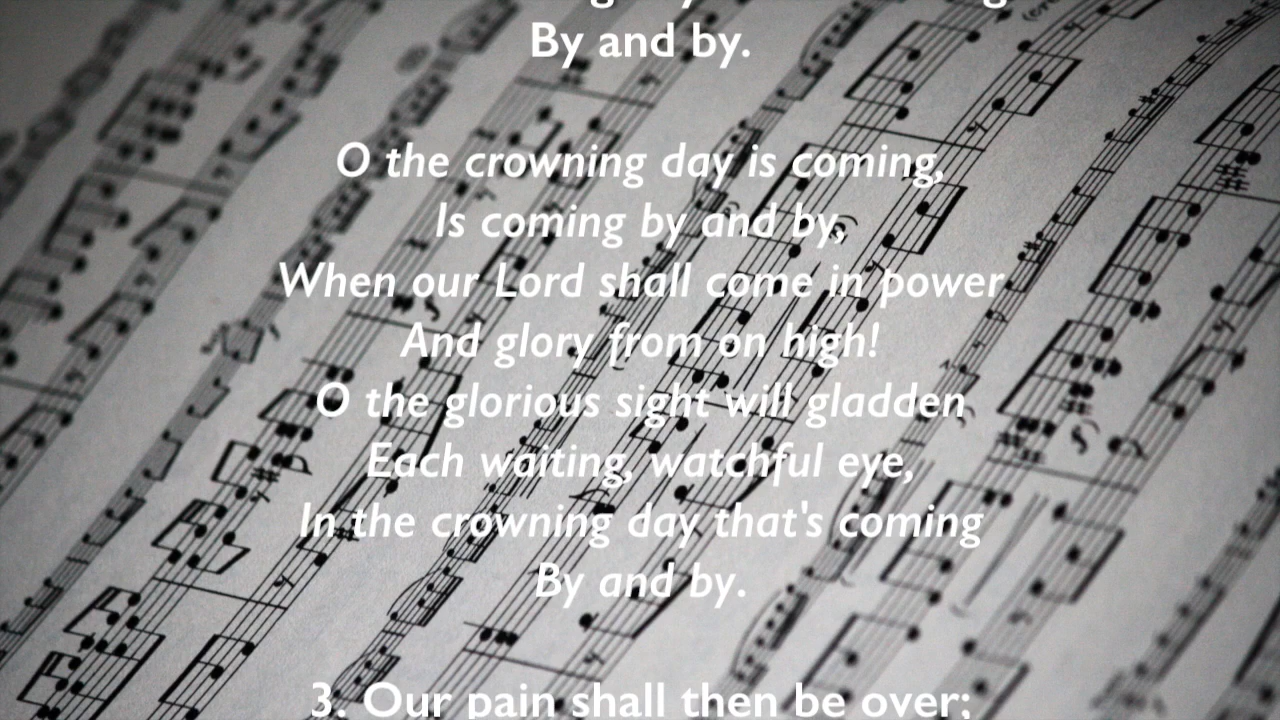 By and by.
O the crowning day is coming,
Is coming by and by,
When our Lord shall come in power
And glory from on high!
O the glorious sight will gladden
Each waiting, watchful eye,
In the crowning day that's coming
By and by.
3. Our pain shall then be over;